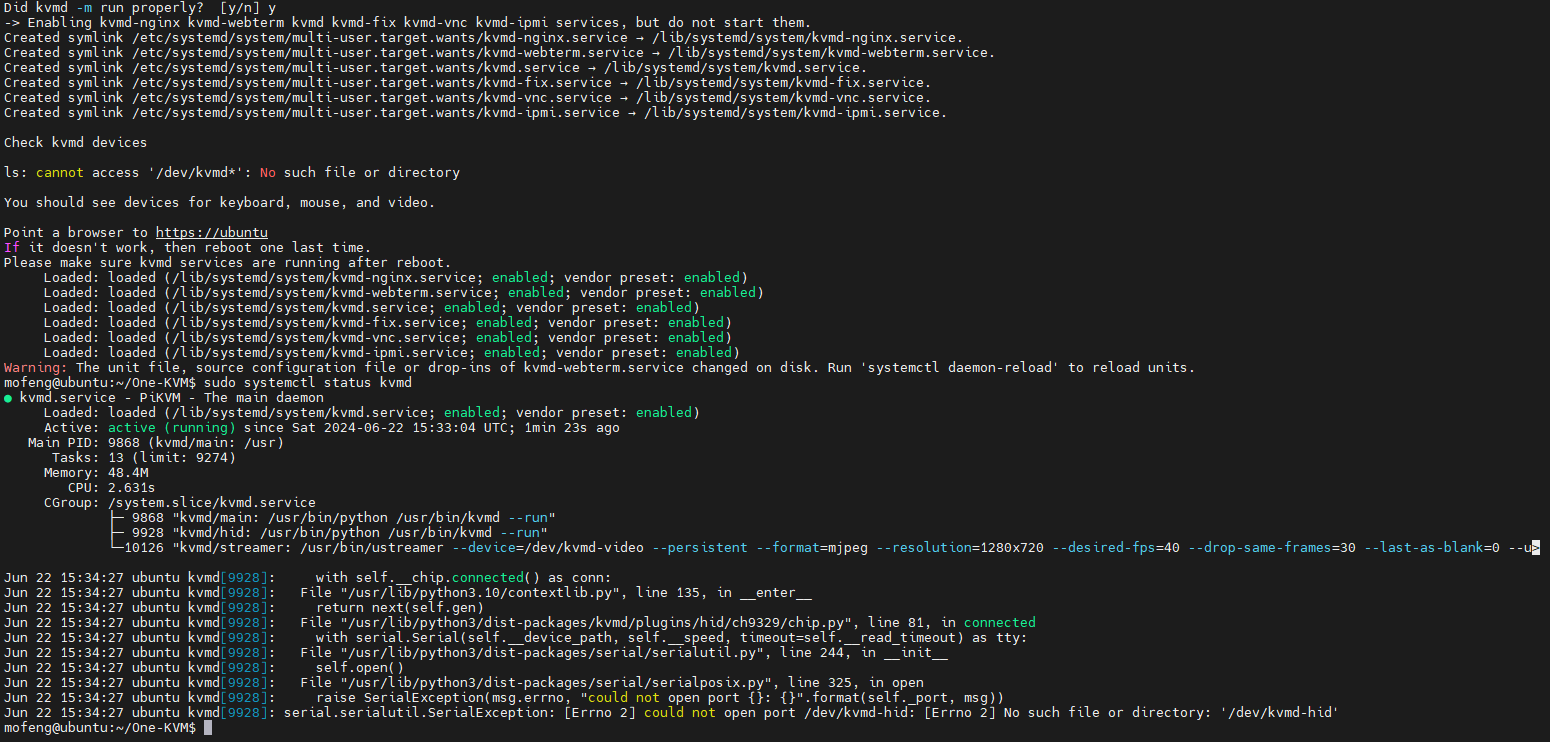 Did kvmd -m run properly?  [y/n] y
-> Enabling kvmd-nginx kvmd-webterm kvmd kvmd-fix kvmd-vnc kvmd-ipmi services, but do not start them.
Created symlink /etc/systemd/system/multi-user.target.wants/kvmd-nginx.service → /lib/systemd/system/kvmd-nginx.service.
Created symlink /etc/systemd/system/multi-user.target.wants/kvmd-webterm.service → /lib/systemd/system/kvmd-webterm.service.
Created symlink /etc/systemd/system/multi-user.target.wants/kvmd.service → /lib/systemd/system/kvmd.service.
Created symlink /etc/systemd/system/multi-user.target.wants/kvmd-fix.service → /lib/systemd/system/kvmd-fix.service.
Created symlink /etc/systemd/system/multi-user.target.wants/kvmd-vnc.service → /lib/systemd/system/kvmd-vnc.service.
Created symlink /etc/systemd/system/multi-user.target.wants/kvmd-ipmi.service → /lib/systemd/system/kvmd-ipmi.service.
Check kvmd devices
ls: cannot access '/dev/kvmd*': No such file or directory
You should see devices for keyboard, mouse, and video.
Point a browser to https://ubuntu
If it doesn't work, then reboot one last time.
Please make sure kvmd services are running after reboot.
     Loaded: loaded (/lib/systemd/system/kvmd-nginx.service; enabled; vendor preset: enabled)
     Loaded: loaded (/lib/systemd/system/kvmd-webterm.service; enabled; vendor preset: enabled)
     Loaded: loaded (/lib/systemd/system/kvmd.service; enabled; vendor preset: enabled)
     Loaded: loaded (/lib/systemd/system/kvmd-fix.service; enabled; vendor preset: enabled)
     Loaded: loaded (/lib/systemd/system/kvmd-vnc.service; enabled; vendor preset: enabled)
     Loaded: loaded (/lib/systemd/system/kvmd-ipmi.service; enabled; vendor preset: enabled)
Warning: The unit file, source configuration file or drop-ins of kvmd-webterm.service changed on disk. Run 'systemctl daemon-reload' to reload units.
mofeng@ubuntu:~/One-KVM$ sudo systemctl status kvmd
● kvmd.service - PiKVM - The main daemon
     Loaded: loaded (/lib/systemd/system/kvmd.service; enabled; vendor preset: enabled)
     Active: active (running) since Sat 2024-06-22 15:33:04 UTC; 1min 23s ago
   Main PID: 9868 (kvmd/main: /usr)
      Tasks: 13 (limit: 9274)
     Memory: 48.4M
        CPU: 2.631s
     CGroup: /system.slice/kvmd.service
             ├─ 9868 "kvmd/main: /usr/bin/python /usr/bin/kvmd --run"
             ├─ 9928 "kvmd/hid: /usr/bin/python /usr/bin/kvmd --run"
             └─10126 "kvmd/streamer: /usr/bin/ustreamer --device=/dev/kvmd-video --persistent --format=mjpeg --resolution=1280x720 --desired-fps=40 --drop-same-frames=30 --last-as-blank=0 --u>
Jun 22 15:34:27 ubuntu kvmd[9928]:     with self.__chip.connected() as conn:
Jun 22 15:34:27 ubuntu kvmd[9928]:   File "/usr/lib/python3.10/contextlib.py", line 135, in __enter__
Jun 22 15:34:27 ubuntu kvmd[9928]:     return next(self.gen)
Jun 22 15:34:27 ubuntu kvmd[9928]:   File "/usr/lib/python3/dist-packages/kvmd/plugins/hid/ch9329/chip.py", line 81, in connected
Jun 22 15:34:27 ubuntu kvmd[9928]:     with serial.Serial(self.__device_path, self.__speed, timeout=self.__read_timeout) as tty:
Jun 22 15:34:27 ubuntu kvmd[9928]:   File "/usr/lib/python3/dist-packages/serial/serialutil.py", line 244, in __init__
Jun 22 15:34:27 ubuntu kvmd[9928]:     self.open()
Jun 22 15:34:27 ubuntu kvmd[9928]:   File "/usr/lib/python3/dist-packages/serial/serialposix.py", line 325, in open
Jun 22 15:34:27 ubuntu kvmd[9928]:     raise SerialException(msg.errno, "could not open port {}: {}".format(self._port, msg))
Jun 22 15:34:27 ubuntu kvmd[9928]: serial.serialutil.SerialException: [Errno 2] could not open port /dev/kvmd-hid: [Errno 2] No such file or directory: '/dev/kvmd-hid'
mofeng@ubuntu:~/One-KVM$